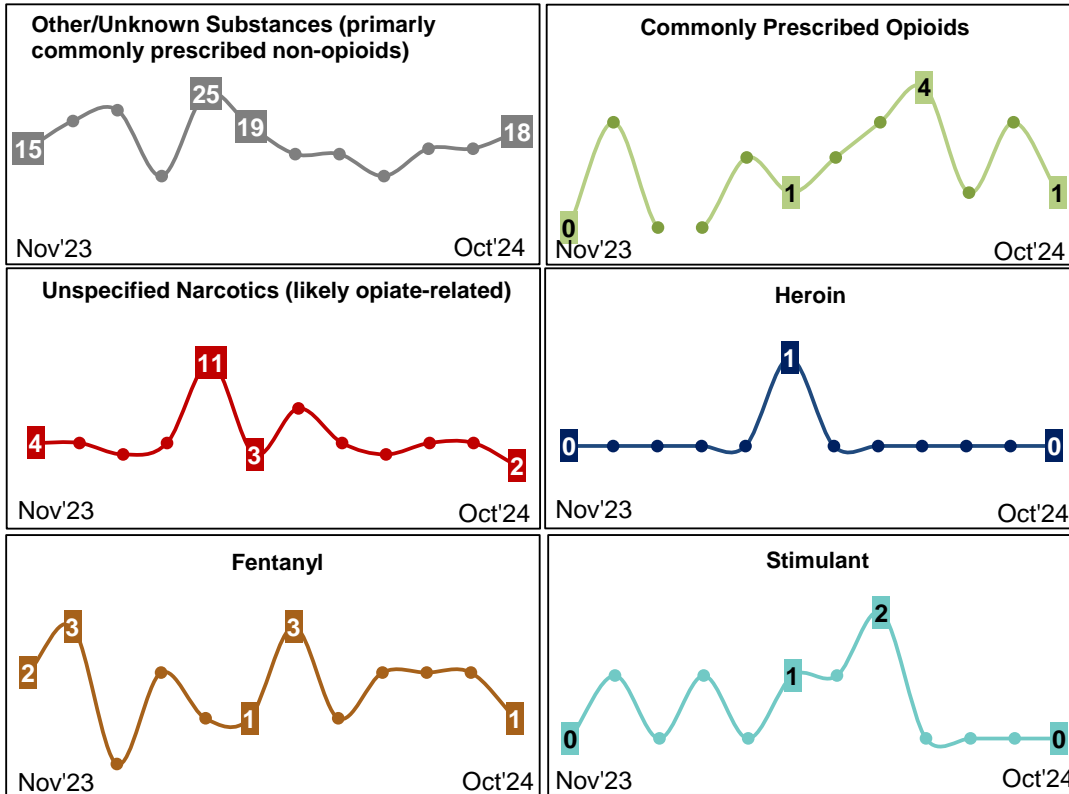 Other/Unknown Substances (primarly
commonly prescribed non-opioids)
25
19
18
15
Nov'23
Oct'24
Commonly Prescribed Opioids
4
1
1
0
Nov'23
Oct'24
Unspecified Narcotics (likely opiate-related)
11
4
3
2
Nov'23
Oct'24
Heroin
1
0
0
Nov'23
Oct'24
Fentanyl
3
3
2
1
1
Nov'23
Oct'24
Stimulant
2
1
0
0
Nov'23
Oct'24